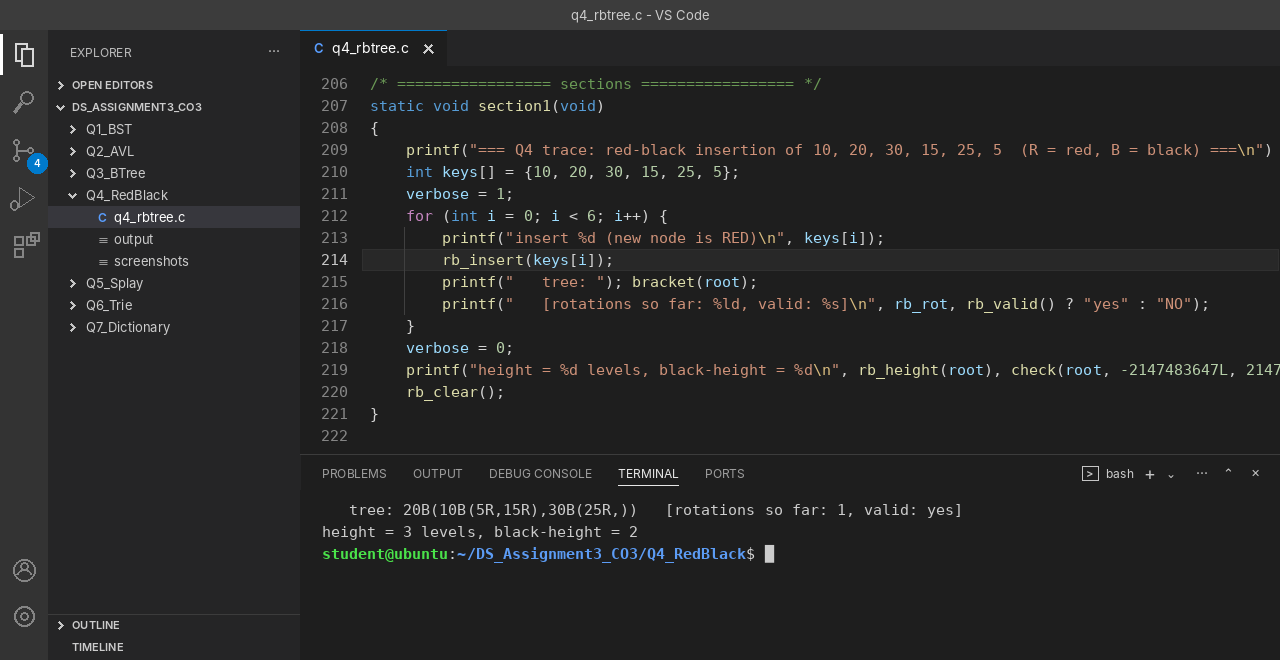 q4_rbtree.c - VS Code
EXPLORER ···
OPEN EDITORS
DS_ASSIGNMENT3_CO3
Q1_BST
Q2_AVL
Q3_BTree
Q4_RedBlack
C q4_rbtree.c
output
screenshots
Q5_Splay
Q6_Trie
Q7_Dictionary
OUTLINE
TIMELINE
4
C q4_rbtree.c ×
206 /* ================= sections ================= */
207 static void section1(void)
208 {
209     printf("=== Q4 trace: red-black insertion of 10, 20, 30, 15, 25, 5  (R = red, B = black) ===\n")
210     int keys[] = {10, 20, 30, 15, 25, 5};
211     verbose = 1;
212     for (int i = 0; i < 6; i++) {
213         printf("insert %d (new node is RED)\n", keys[i]);
214         rb_insert(keys[i]);
215         printf("   tree: "); bracket(root);
216         printf("   [rotations so far: %ld, valid: %s]\n", rb_rot, rb_valid() ? "yes" : "NO");
217     }
218     verbose = 0;
219     printf("height = %d levels, black-height = %d\n", rb_height(root), check(root, -2147483647L, 2147
220     rb_clear();
221 }
222
PROBLEMS OUTPUT DEBUG CONSOLE TERMINAL PORTS bash + ···
   tree: 20B(10B(5R,15R),30B(25R,))   [rotations so far: 1, valid: yes]
height = 3 levels, black-height = 2
student@ubuntu:~/DS_Assignment3_CO3/Q4_RedBlack$